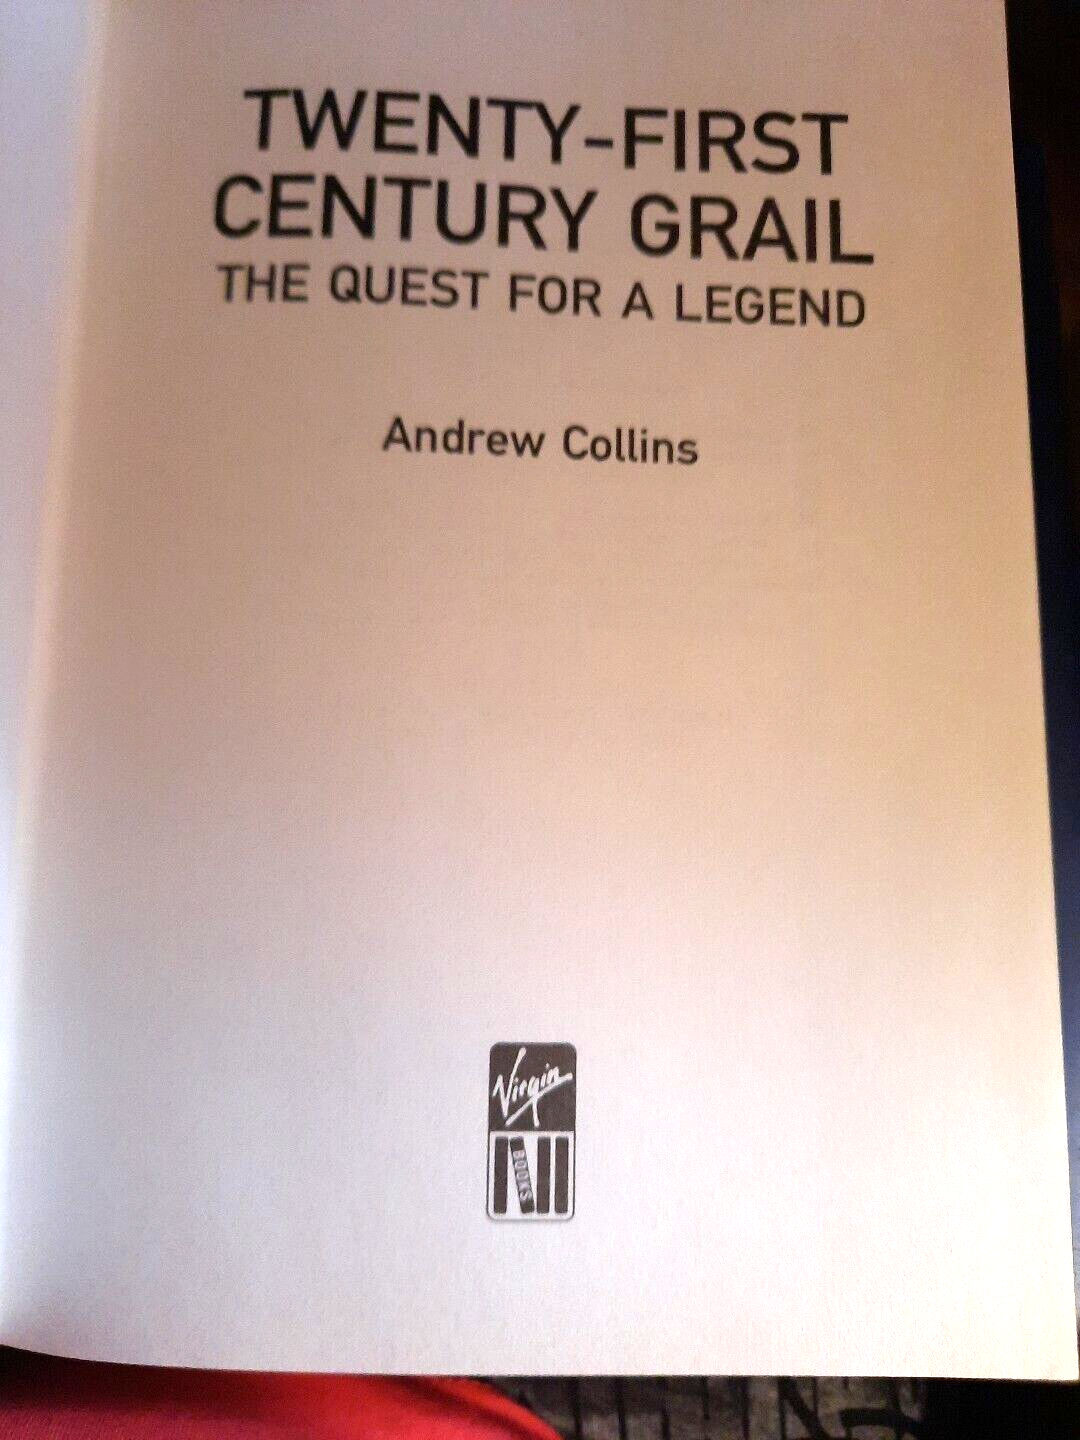 TWENTY-FIRST
CENTURY GRAIL
THE QUEST FOR A LEGEND
Andrew Collins
Virgin
BOOKS